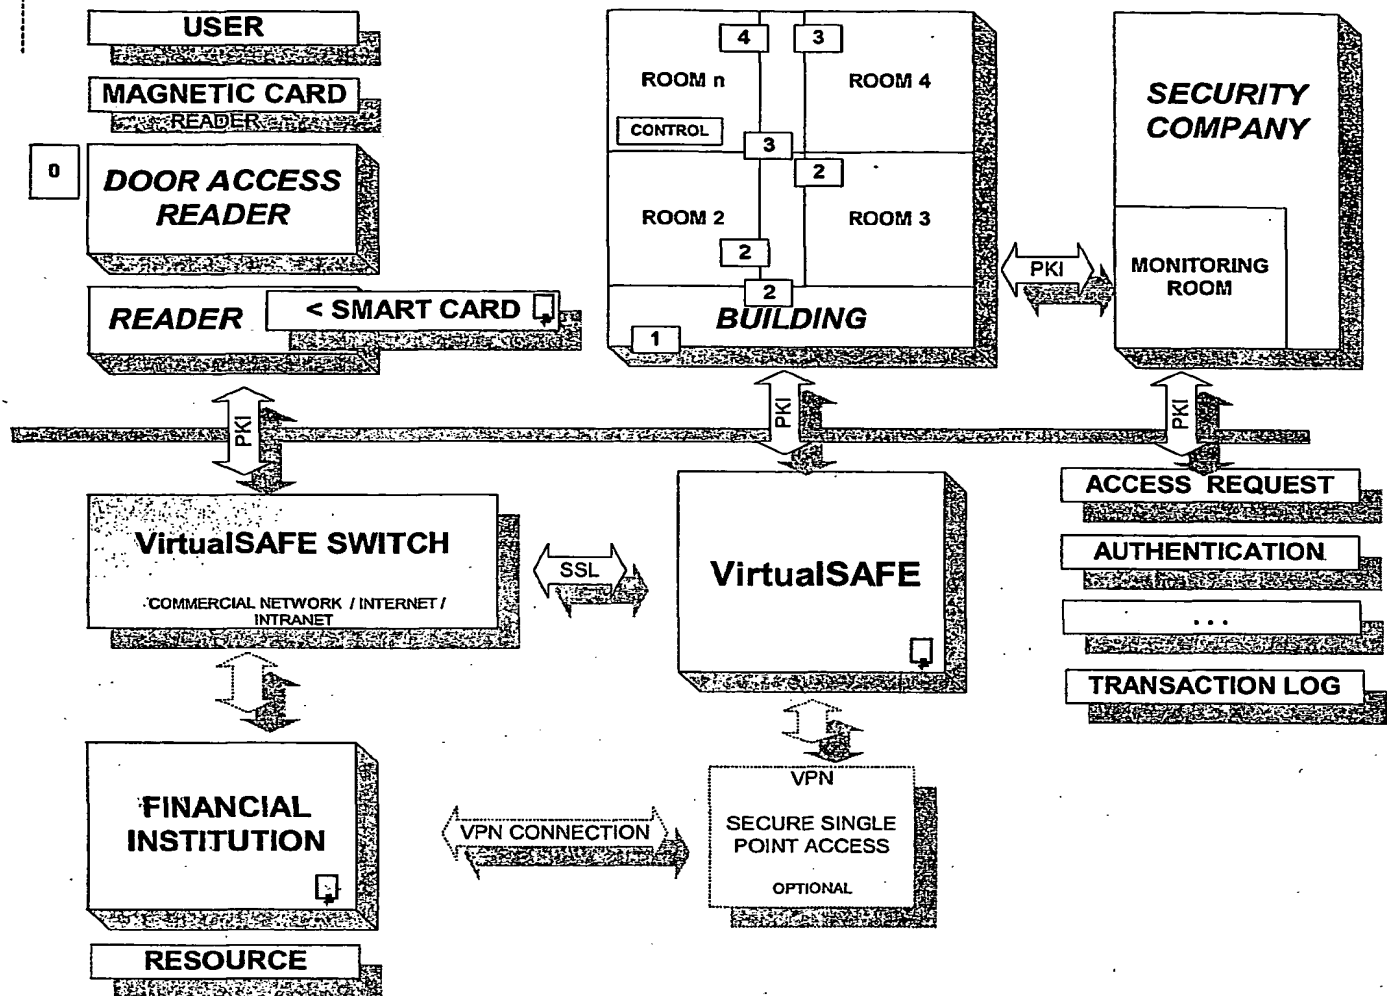 USER
MAGNETIC CARD
READER
0
DOOR ACCESS
READER
READER
< SMART CARD
PKI
4
3
ROOM n
ROOM 4
CONTROL
3
2
ROOM 2
ROOM 3
2
2
BUILDING
1
PKI
SECURITY
COMPANY
MONITORING
ROOM
PKI
PKI
VirtualSAFE SWITCH
COMMERCIAL NETWORK / INTERNET /
INTRANET
SSL
VirtualSAFE
ACCESS REQUEST
AUTHENTICATION
...
TRANSACTION LOG
FINANCIAL
INSTITUTION
VPN CONNECTION
VPN
SECURE SINGLE
POINT ACCESS
OPTIONAL
RESOURCE